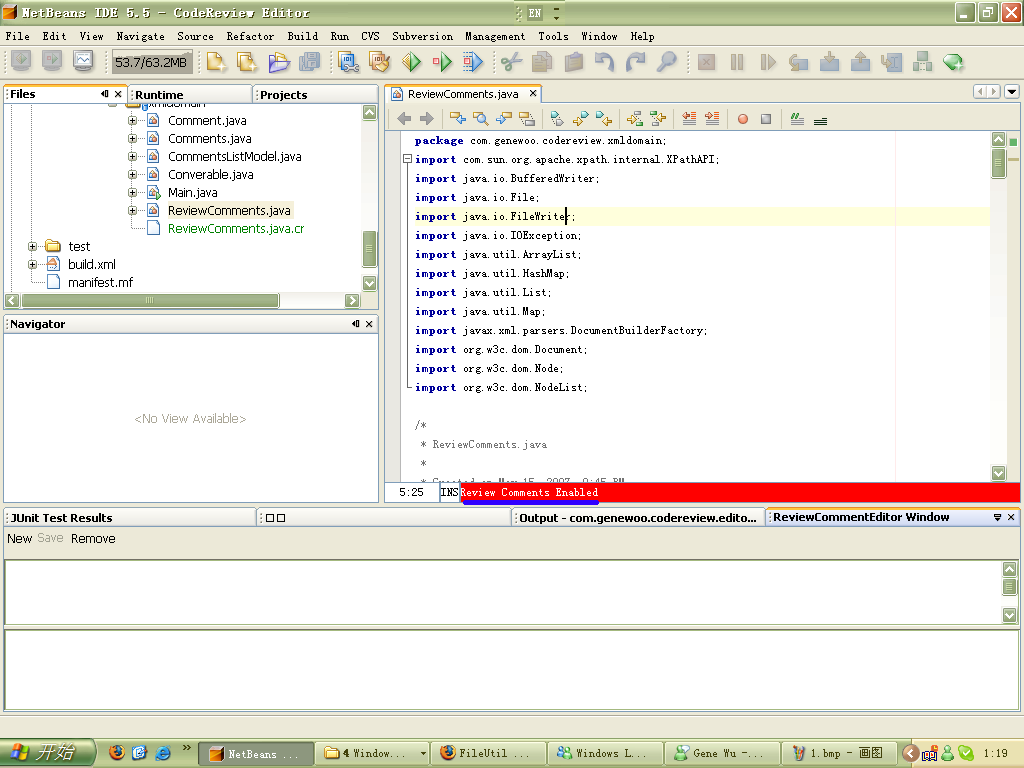 NetBeans IDE 5.5 - CodeReview Editor
EN
File Edit View Navigate Source Refactor Build Run CVS Subversion Management Tools Window Help
53.7/63.2MB
Files Runtime Projects
Comment.java
Comments.java
CommentsListModel.java
Converable.java
Main.java
ReviewComments.java
ReviewComments.java.cr
test
build.xml
manifest.mf
Navigator
<No View Available>
ReviewComments.java
package com.genewoo.codereview.xmldomain;
import com.sun.org.apache.xpath.internal.XPathAPI;
import java.io.BufferedWriter;
import java.io.File;
import java.io.FileWriter;
import java.io.IOException;
import java.util.ArrayList;
import java.util.HashMap;
import java.util.List;
import java.util.Map;
import javax.xml.parsers.DocumentBuilderFactory;
import org.w3c.dom.Document;
import org.w3c.dom.Node;
import org.w3c.dom.NodeList;
/*
* ReviewComments.java
*
5:25 INS Review Comments Enabled
JUnit Test Results
Output - com.genewoo.codereview.edito...
ReviewCommentEditor Window
New Save Remove
开始
NetBeans ...
4 Window...
FileUtil ...
Windows L...
Gene Wu -...
1.bmp - 画图
1:19